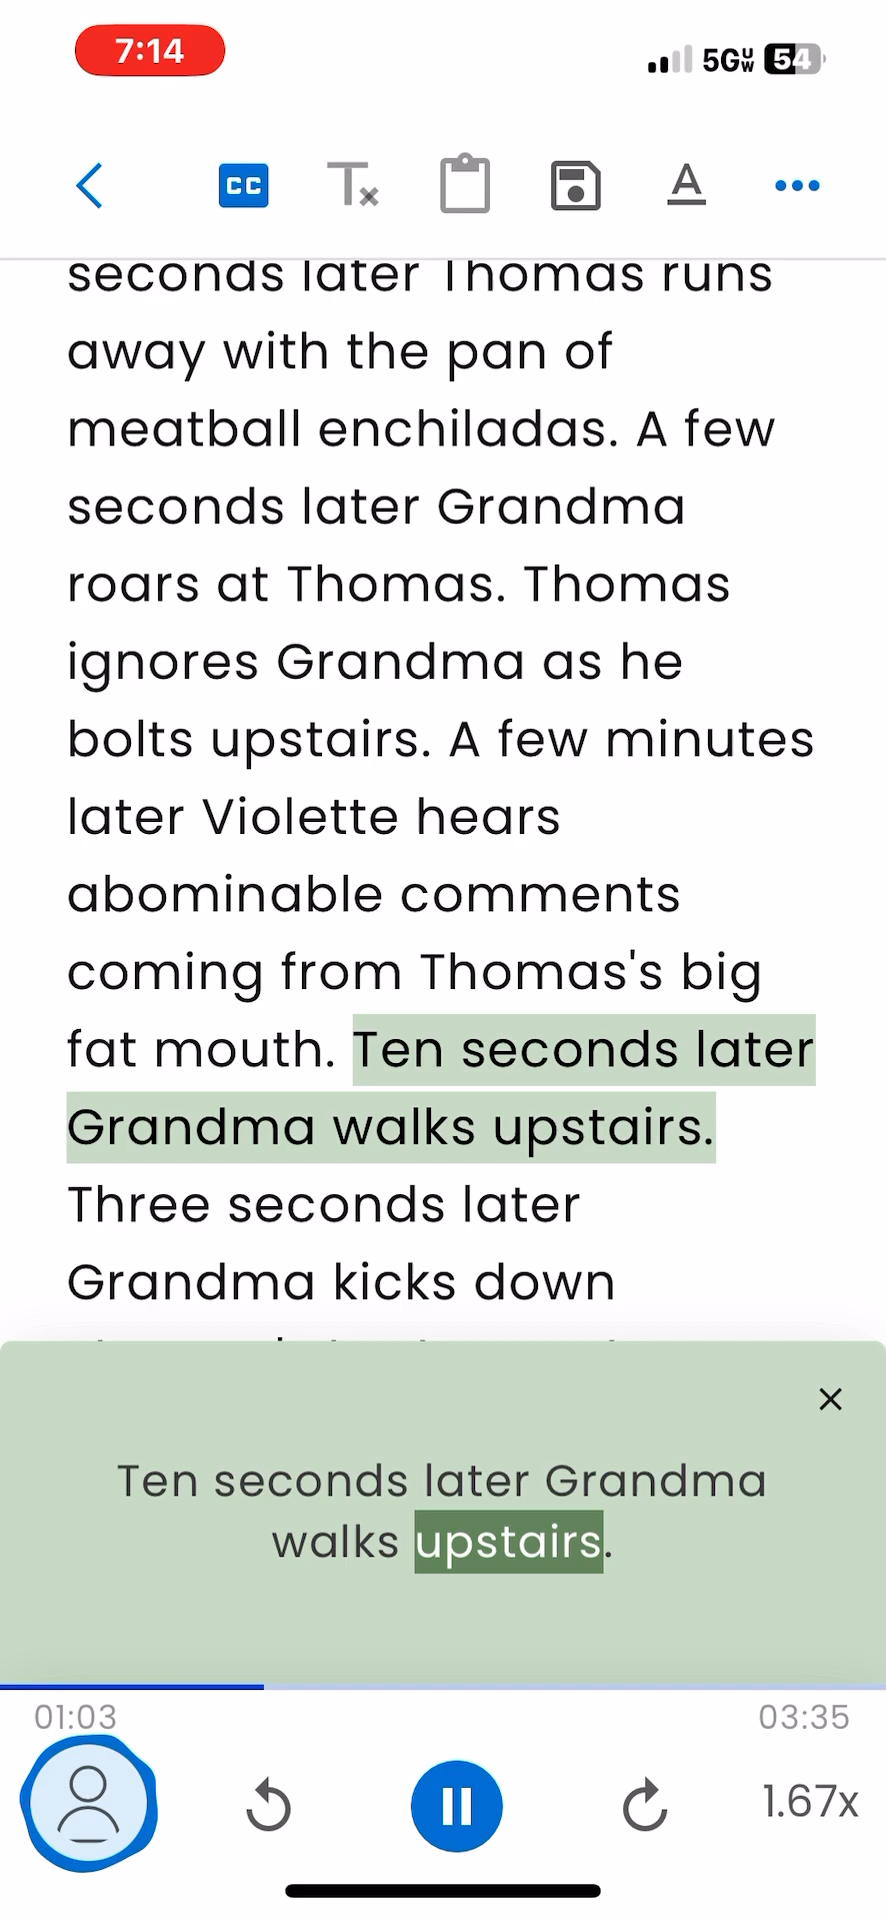 7:14
5GUW 54
CC
seconds later Thomas runs
away with the pan of
meatball enchiladas. A few
seconds later Grandma
roars at Thomas. Thomas
ignores Grandma as he
bolts upstairs. A few minutes
later Violette hears
abominable comments
coming from Thomas's big
fat mouth. Ten seconds later
Grandma walks upstairs.
Three seconds later
Grandma kicks down
Ten seconds later Grandma
walks upstairs.
01:03
03:35
1.67x